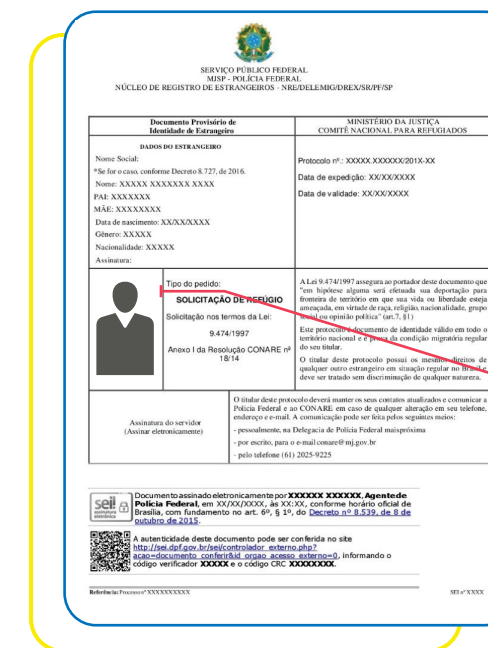 SERVIÇO PÚBLICO FEDERAL
MJSP - POLÍCIA FEDERAL
NÚCLEO DE REGISTRO DE ESTRANGEIROS - NRE/DELEMIG/DREX/SR/PF/SP
Documento Provisório de
Identidade de Estrangeiro
DADOS DO ESTRANGEIRO
Nome Social:
*Se for o caso, conforme Decreto 8.727, de 2016.
Nome: XXXXX XXXXXXX XXXX
PAI: XXXXXXX
MÃE: XXXXXXXX
Data de nascimento: XX/XX/XXXX
Gênero: XXXXX
Nacionalidade: XXXXX
Assinatura:
MINISTÉRIO DA JUSTIÇA
COMITÊ NACIONAL PARA REFUGIADOS
Protocolo nº.: XXXXX.XXXXXX/201X-XX
Data de expedição: XX/XX/XXXX
Data de validade: XX/XX/XXXX
Tipo do pedido:
SOLICITAÇÃO DE REFÚGIO
Solicitação nos termos da Lei:
9.474/1997
Anexo I da Resolução CONARE nº
18/14
A Lei 9.474/1997 assegura ao portador deste documento que
"em hipótese alguma será efetuada sua deportação para
fronteira de território em que sua vida ou liberdade esteja
ameaçada, em virtude de raça, religião, nacionalidade, grupo
social ou opinião política" (art.7, §1)
Este protocolo é documento de identidade válido em todo o
território nacional e é prova da condição migratória regular
do seu titular.
O titular deste protocolo possui os mesmos direitos de
qualquer outro estrangeiro em situação regular no Brasil e
deve ser tratado sem discriminação de qualquer natureza.
Assinatura do servidor
(Assinar eletronicamente)
O titular deste protocolo deverá manter os seus contatos atualizados e comunicar a
Polícia Federal e ao CONARE em caso de qualquer alteração em seu telefone,
endereço e e-mail. A comunicação pode ser feita pelos seguintes meios:
- pessoalmente, na Delegacia de Polícia Federal maispróxima
- por escrito, para o e-mail conare@mj.gov.br
- pelo telefone (61) 2025-9225
sei!
assinatura
eletrônica
Documento assinado eletronicamente por XXXXXX XXXXXX, Agente de
Polícia Federal, em XX/XX/XXXX, às XX:XX, conforme horário oficial de
Brasília, com fundamento no art. 6º, § 1º, do Decreto nº 8.539, de 8 de
outubro de 2015.
A autenticidade deste documento pode ser conferida no site
http://sei.dpf.gov.br/sei/controlador_externo.php?
acao=documento_conferir&id_orgao_acesso_externo=0, informando o
código verificador XXXXX e o código CRC XXXXXXXX.
Referência: Processo nº XXXXXXXXXX
SEI nº XXXX